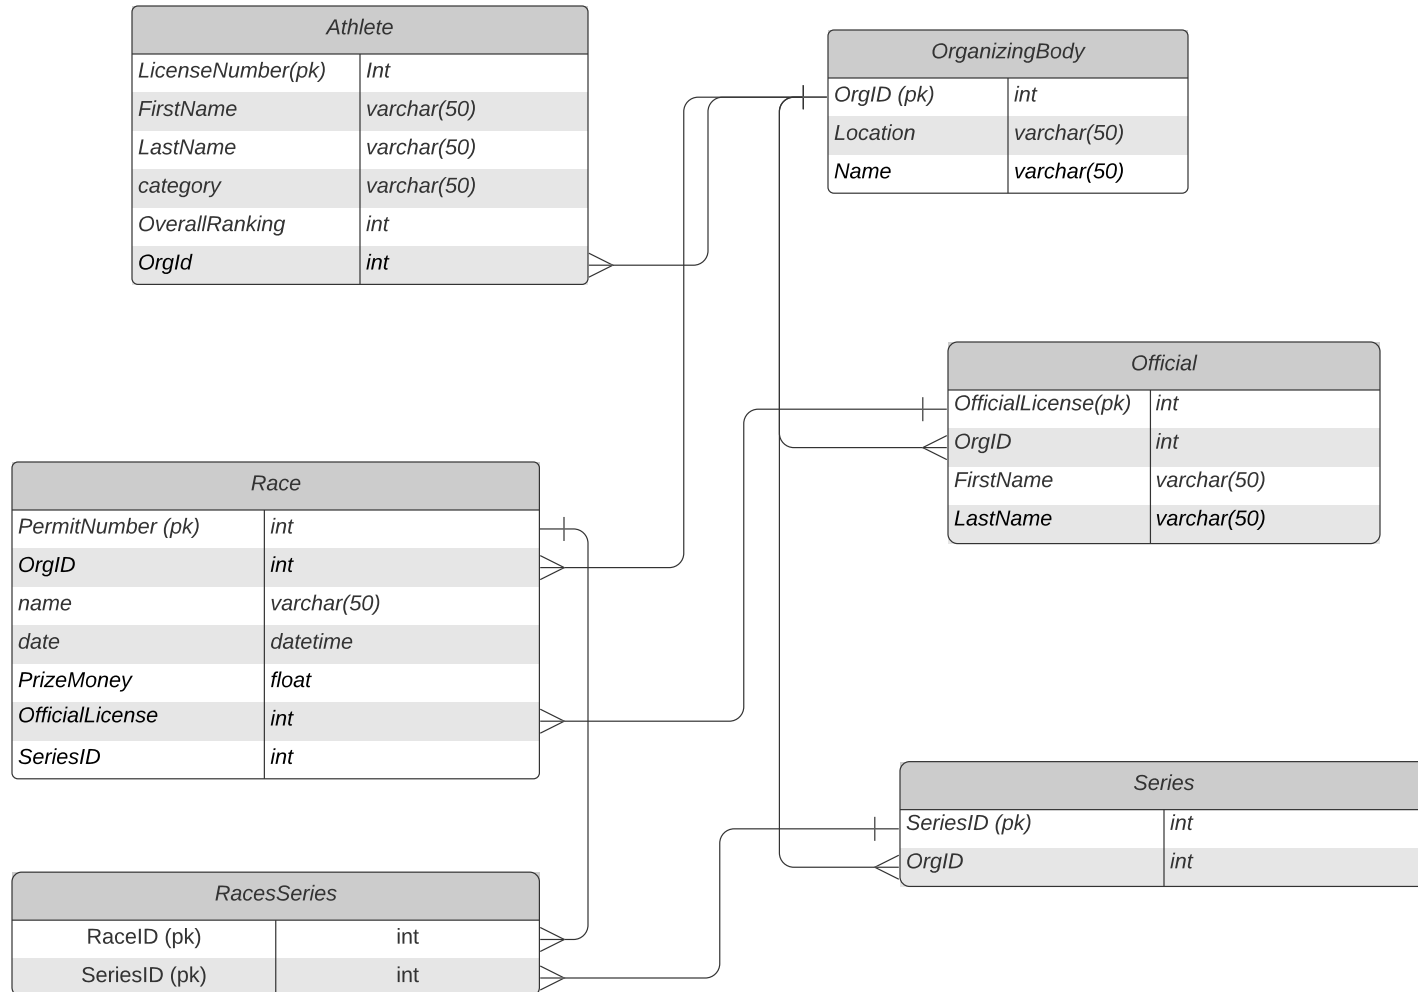 Athlete
LicenseNumber(pk) Int
FirstName varchar(50)
LastName varchar(50)
category varchar(50)
OverallRanking int
OrgId int
OrganizingBody
OrgID (pk) int
Location varchar(50)
Name varchar(50)
Official
OfficialLicense(pk) int
OrgID int
FirstName varchar(50)
LastName varchar(50)
Race
PermitNumber (pk) int
OrgID int
name varchar(50)
date datetime
PrizeMoney float
OfficialLicense int
SeriesID int
Series
SeriesID (pk) int
OrgID int
RacesSeries
RaceID (pk) int
SeriesID (pk) int